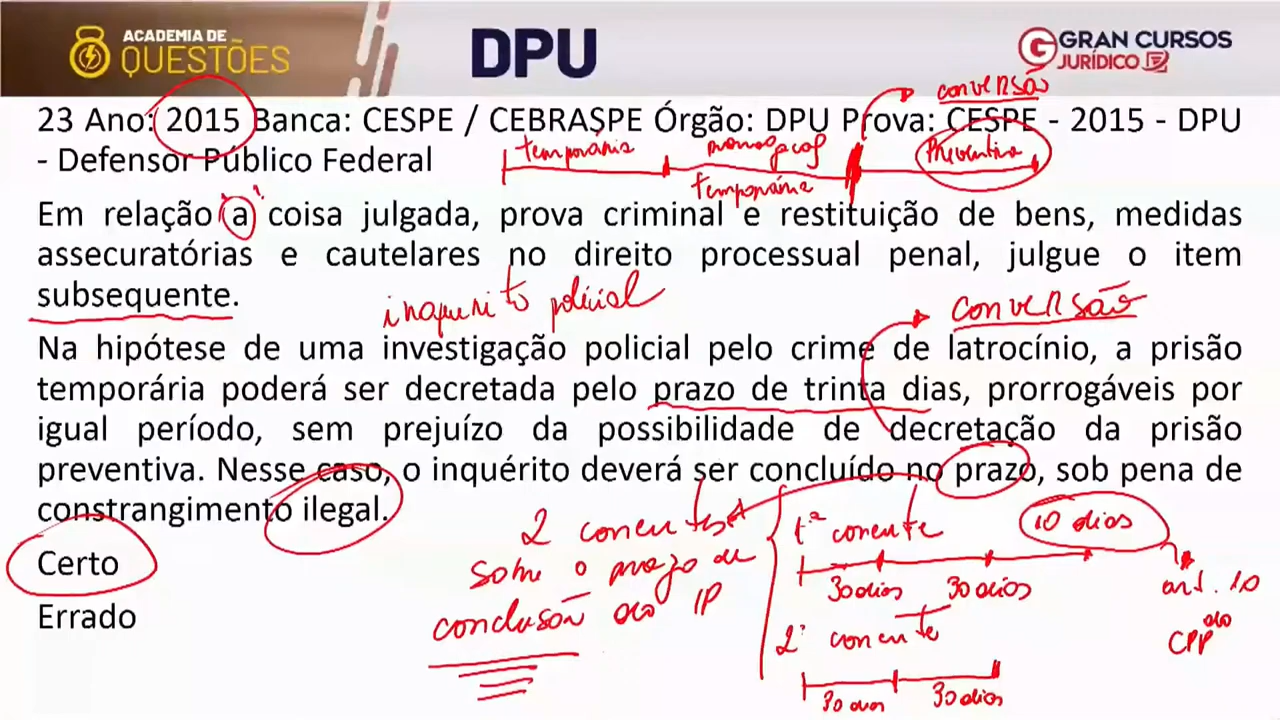 ACADEMIA DE
QUESTÕES
DPU
GRAN CURSOS
JURÍDICO
conversão
23 Ano: 2015 Banca: CESPE / CEBRASPE Órgão: DPU Prova: CESPE - 2015 - DPU
- Defensor Público Federal
temporária prorrogação Preventiva
temporária
Em relação "a" coisa julgada, prova criminal e restituição de bens, medidas
assecuratórias e cautelares no direito processual penal, julgue o item
subsequente.
inquérito policial conversão
Na hipótese de uma investigação policial pelo crime de latrocínio, a prisão
temporária poderá ser decretada pelo prazo de trinta dias, prorrogáveis por
igual período, sem prejuízo da possibilidade de decretação da prisão
preventiva. Nesse caso, o inquérito deverá ser concluído no prazo, sob pena de
constrangimento ilegal.
2 correntes
sobre o prazo de
conclusão do IP
1ª corrente 10 dias
30 dias 30 dias art. 10
do
CPP
2ª corrente
30 dias 30 dias
Certo
Errado